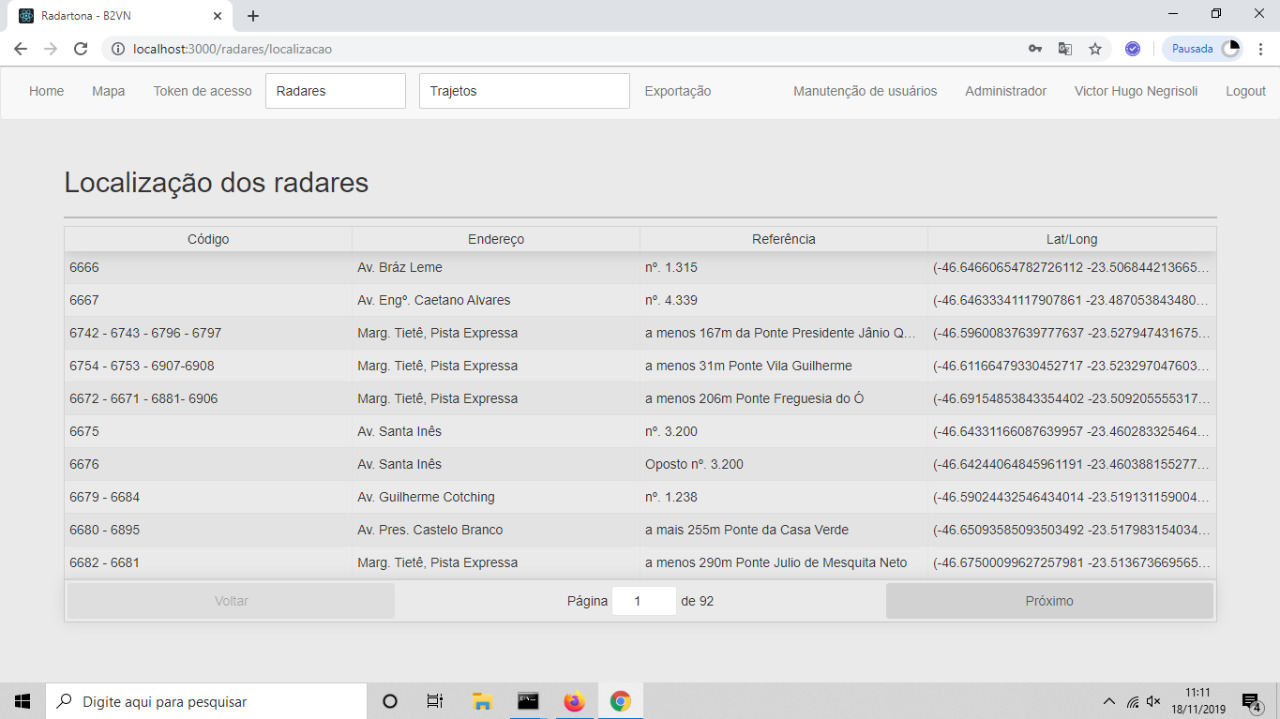 Radartona - B2VN
localhost:3000/radares/localizacao
Pausada
Home Mapa Token de acesso Radares Trajetos Exportação Manutenção de usuários Administrador Victor Hugo Negrisoli Logout
Localização dos radares
Código Endereço Referência Lat/Long
6666 Av. Bráz Leme nº. 1.315 (-46.64660654782726112 -23.506844213665...
6667 Av. Engº. Caetano Alvares nº. 4.339 (-46.64633341117907861 -23.487053843480...
6742 - 6743 - 6796 - 6797 Marg. Tietê, Pista Expressa a menos 167m da Ponte Presidente Jânio Q... (-46.59600837639777637 -23.527947431675...
6754 - 6753 - 6907-6908 Marg. Tietê, Pista Expressa a menos 31m Ponte Vila Guilherme (-46.61166479330452717 -23.523297047603...
6672 - 6671 - 6881- 6906 Marg. Tietê, Pista Expressa a menos 206m Ponte Freguesia do Ó (-46.69154853843354402 -23.509205555317...
6675 Av. Santa Inês nº. 3.200 (-46.64331166087639957 -23.460283325464...
6676 Av. Santa Inês Oposto nº. 3.200 (-46.64244064845961191 -23.460388155277...
6679 - 6684 Av. Guilherme Cotching nº. 1.238 (-46.59024432546434014 -23.519131159004...
6680 - 6895 Av. Pres. Castelo Branco a mais 255m Ponte da Casa Verde (-46.65093585093503492 -23.517983154034...
6682 - 6681 Marg. Tietê, Pista Expressa a menos 290m Ponte Julio de Mesquita Neto (-46.67500099627257981 -23.513673669565...
Voltar Página 1 de 92 Próximo
Digite aqui para pesquisar
11:11
18/11/2019
4